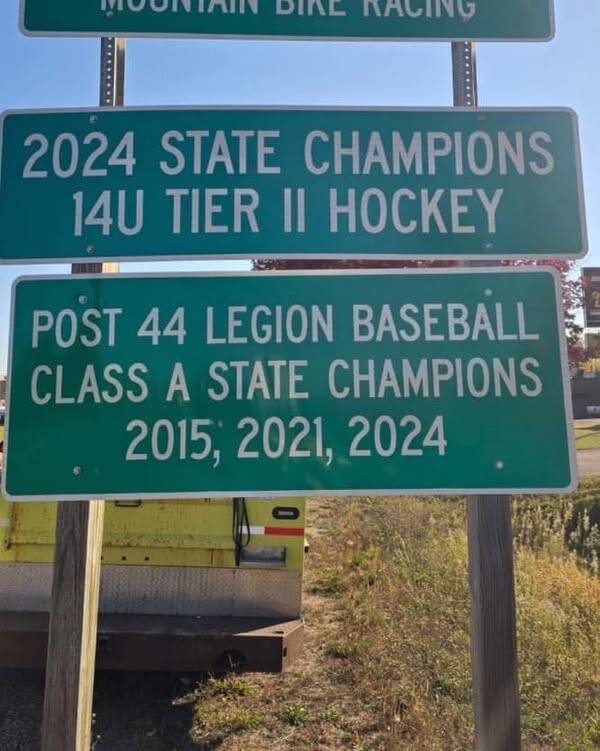 MOUNTAIN BIKE RACING
2024 STATE CHAMPIONS
14U TIER II HOCKEY
POST 44 LEGION BASEBALL
CLASS A STATE CHAMPIONS
2015, 2021, 2024